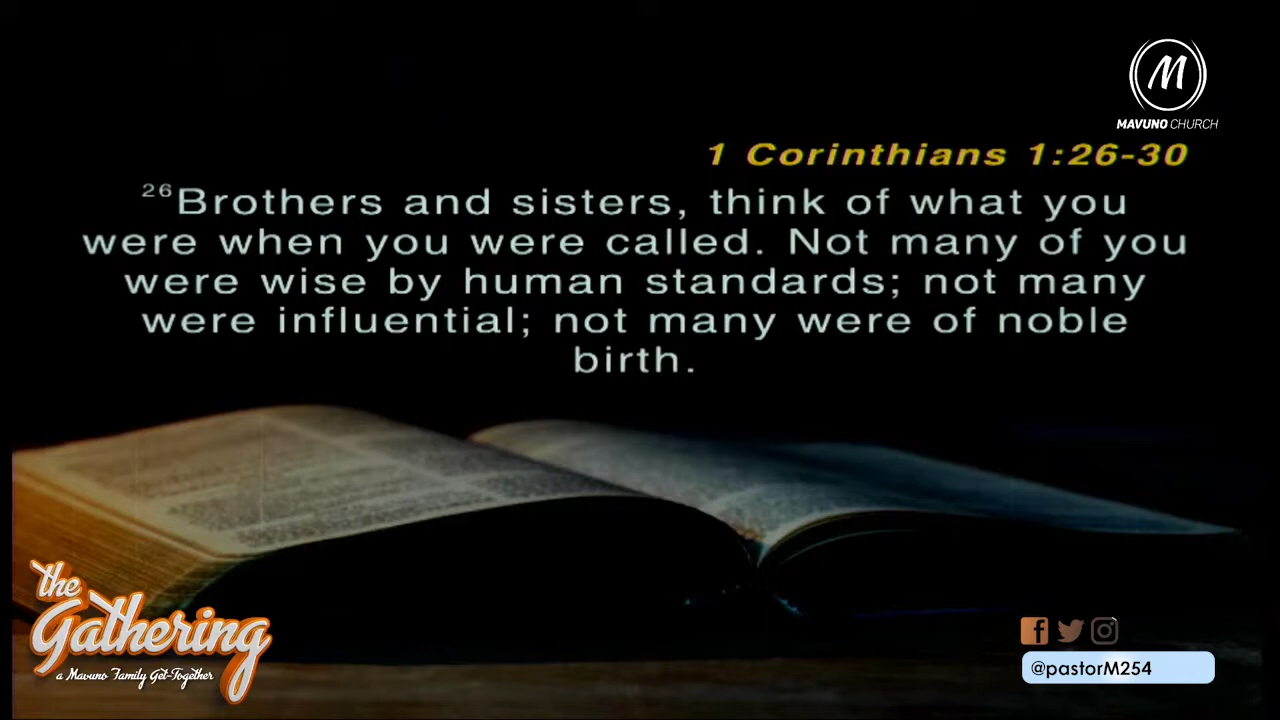 M
MAVUNO CHURCH
1 Corinthians 1:26-30
26Brothers and sisters, think of what you
were when you were called. Not many of you
were wise by human standards; not many
were influential; not many were of noble
birth.
the
Gathering
a Mavuno Family Get-Together
@pastorM254